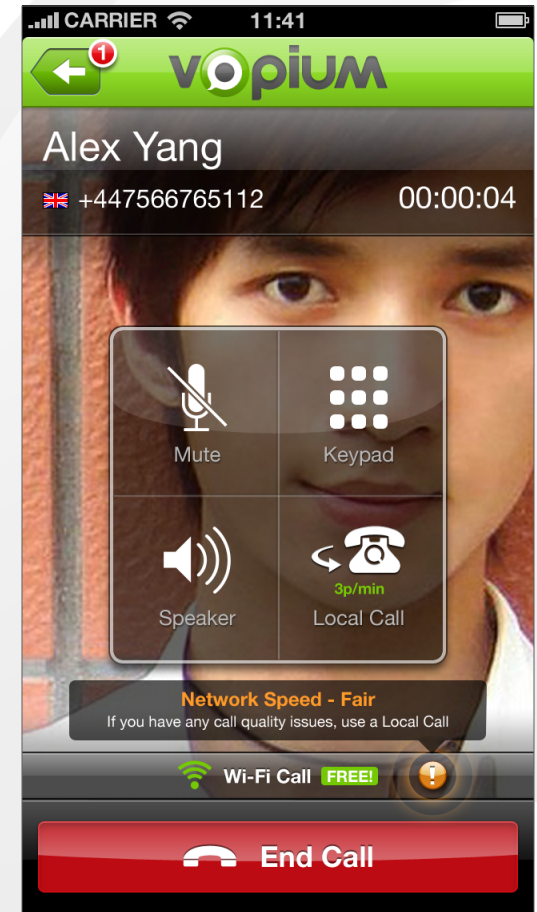 CARRIER 11:41
1
vopium
Alex Yang
+447566765112 00:00:04
Mute Keypad
3p/min
Speaker Local Call
Network Speed - Fair
If you have any call quality issues, use a Local Call
Wi-Fi Call FREE! !
End Call